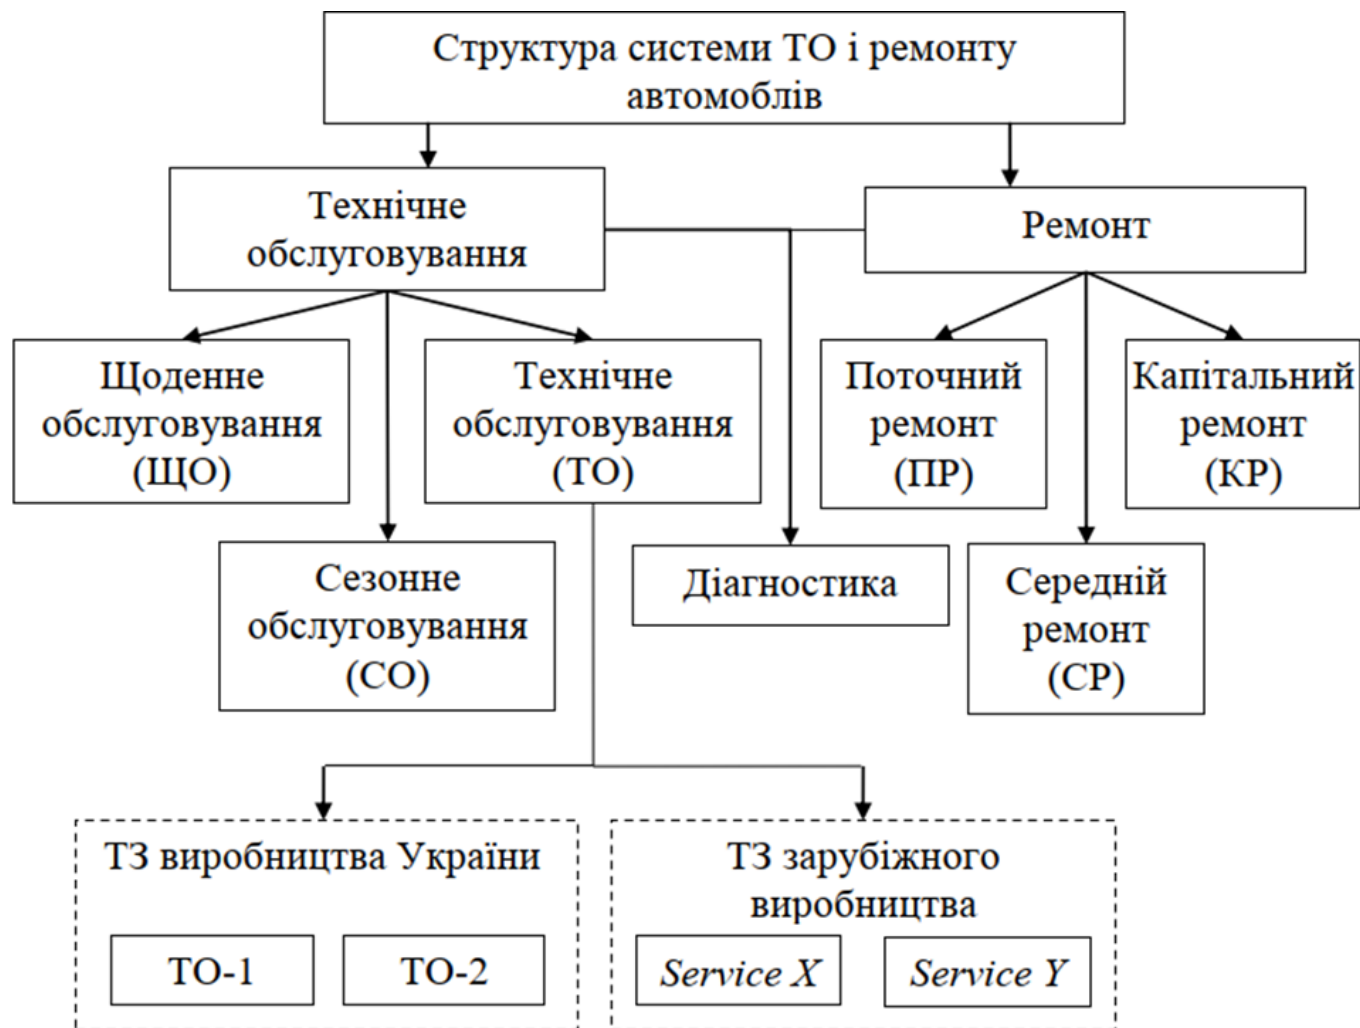 Структура системи ТО і ремонту
автомоблів
Технічне
обслуговування
Ремонт
Щоденне
обслуговування
(ЩО)
Технічне
обслуговування
(ТО)
Поточний
ремонт
(ПР)
Капітальний
ремонт
(КР)
Сезонне
обслуговування
(СО)
Діагностика
Середній
ремонт
(СР)
ТЗ виробництва України
ТО-1
ТО-2
ТЗ зарубіжного
виробництва
Service X
Service Y